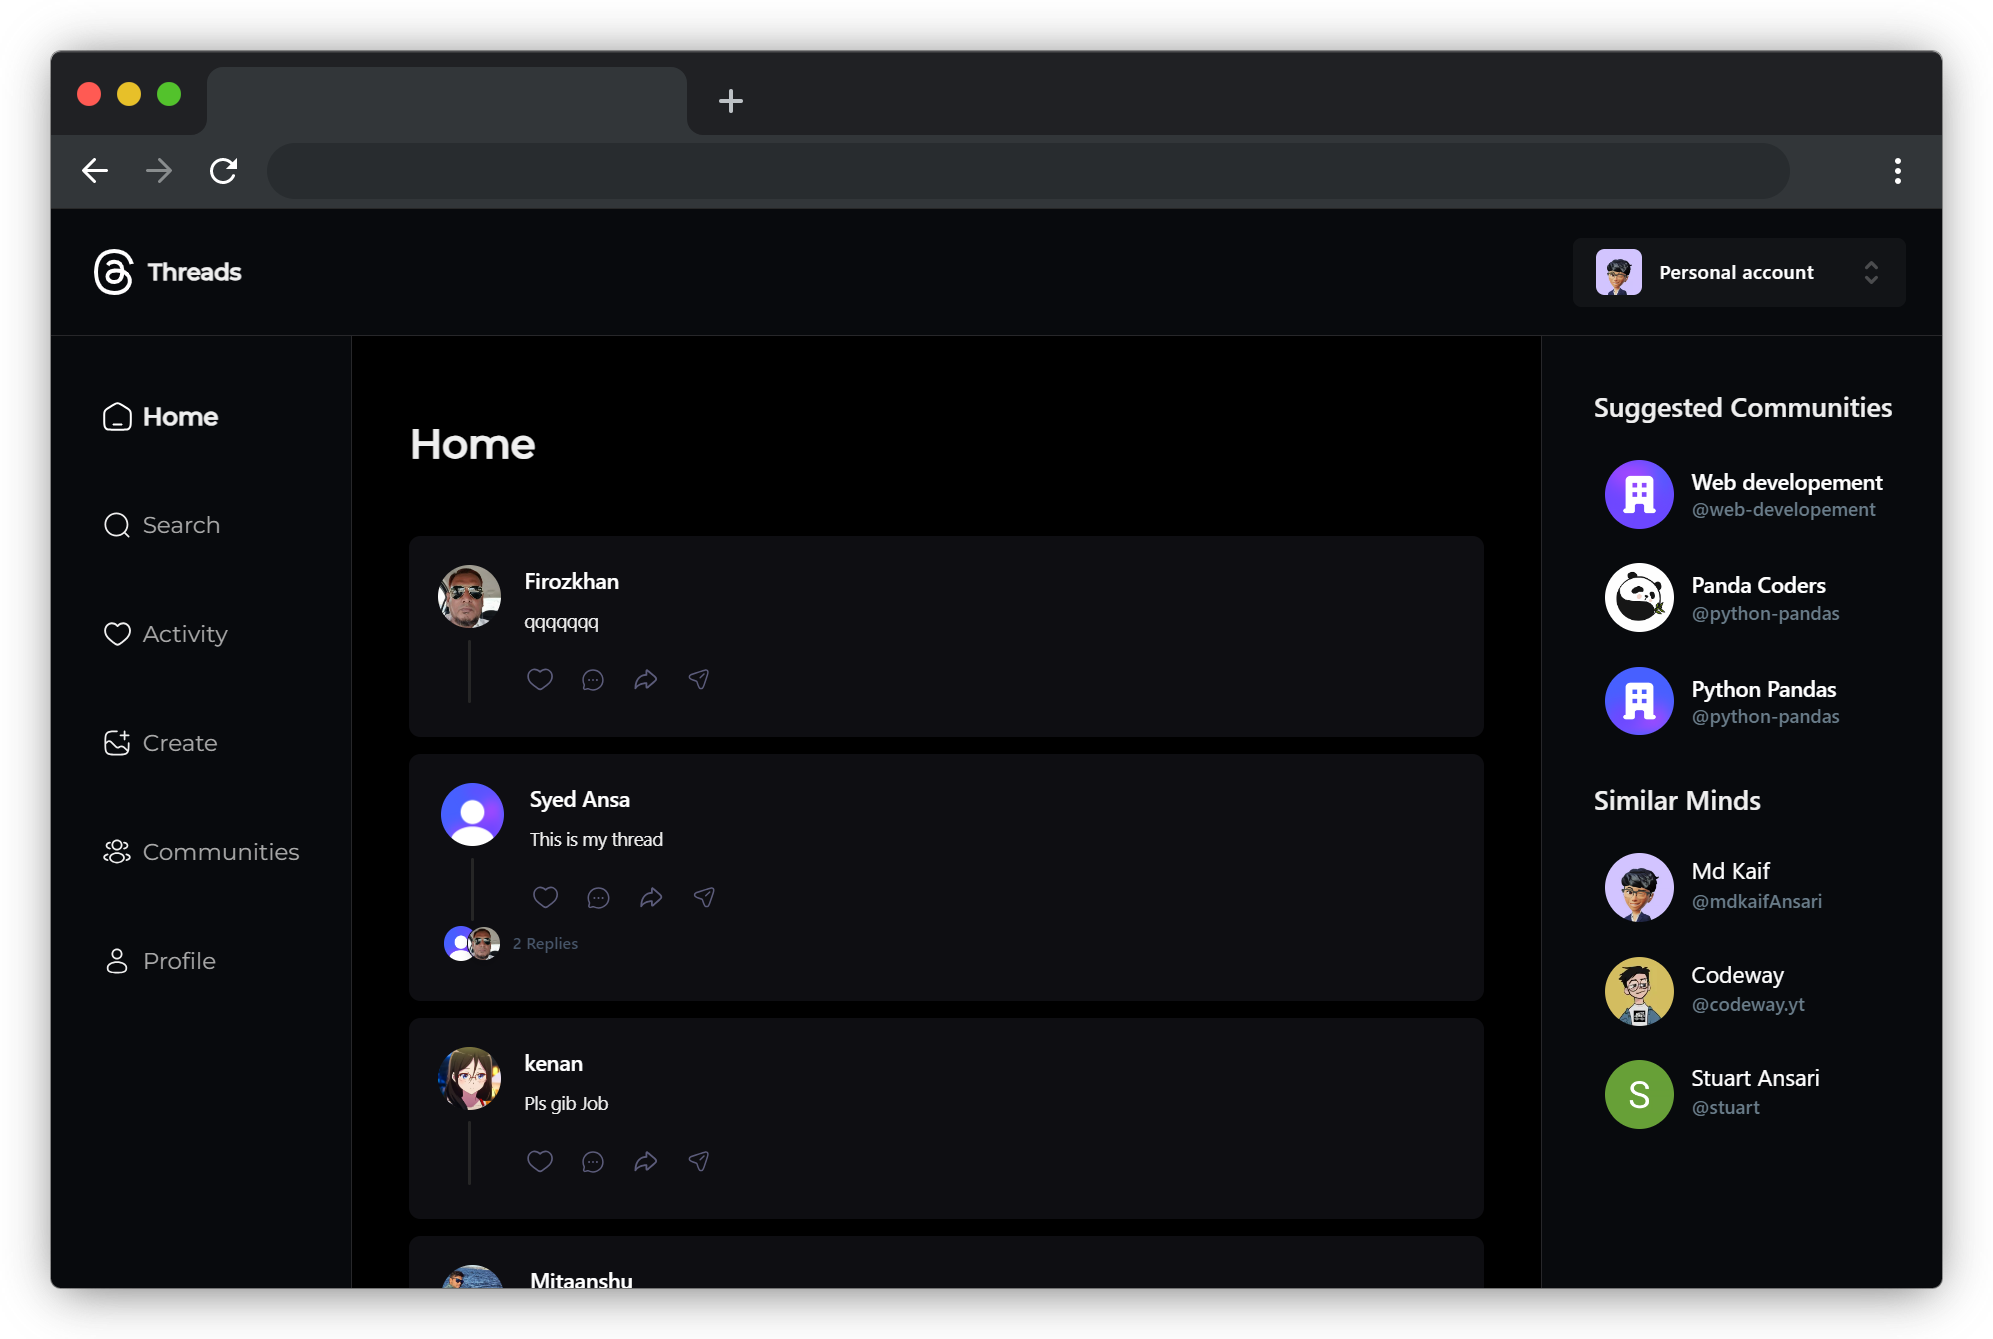 Threads
Personal account
Home
Search
Activity
Create
Communities
Profile
Home
Firozkhan
qqqqqqq
Syed Ansa
This is my thread
2 Replies
kenan
Pls gib Job
Mitaanshu
Suggested Communities
Web developement
@web-developement
Panda Coders
@python-pandas
Python Pandas
@python-pandas
Similar Minds
Md Kaif
@mdkaifAnsari
Codeway
@codeway.yt
S
Stuart Ansari
@stuart